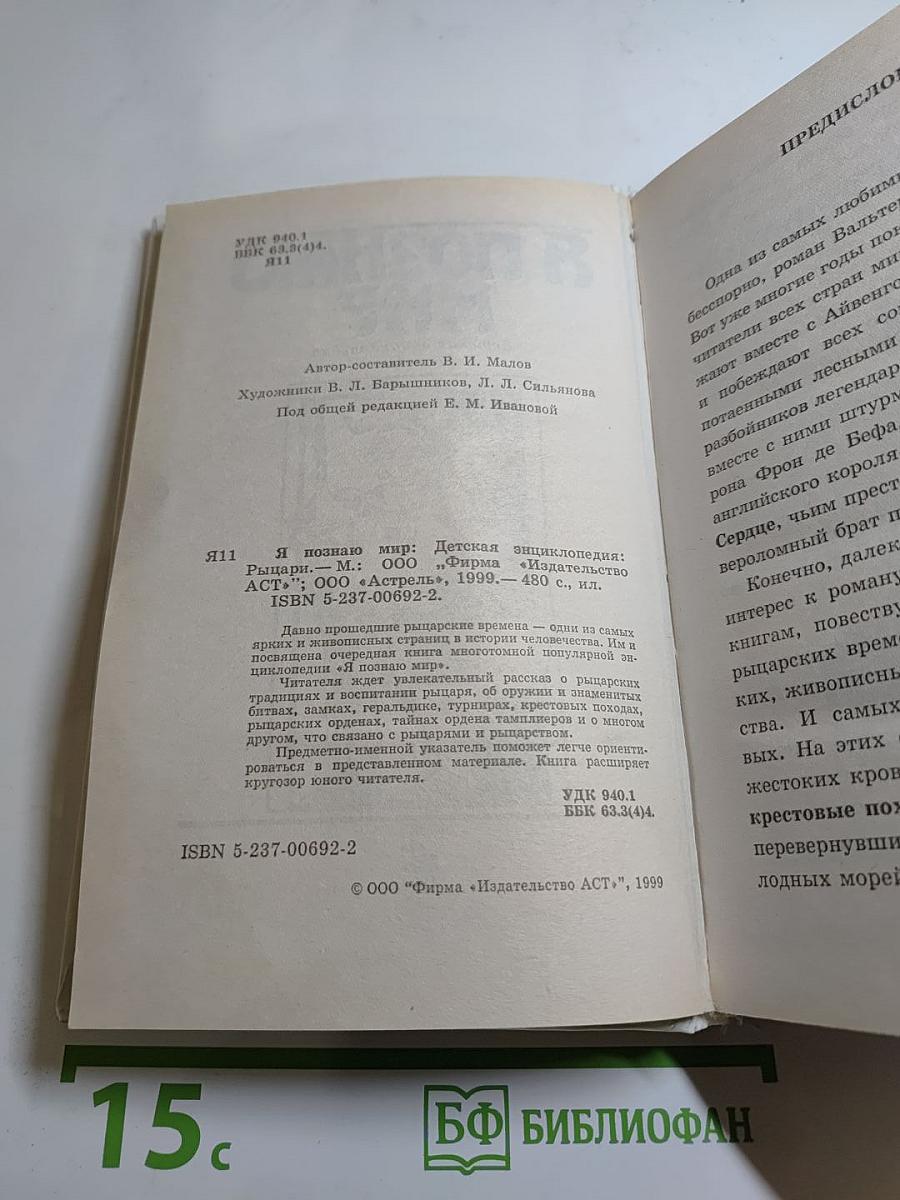 УДК 940.1
ББК 63.3(4)4.
Я11
Автор-составитель В. И. Малов
Художники В. Л. Барышников, Л. Л. Сильянова
Под общей редакцией Е. М. Ивановой
Я11 Я познаю мир: Детская энциклопедия:
Рыцари.— М.: ООО „Фирма «Издательство
АСТ»"; ООО «Астрель», 1999.— 480 с., ил.
ISBN 5-237-00692-2.
Давно прошедшие рыцарские времена — одни из самых
ярких и живописных страниц в истории человечества. Им и
посвящена очередная книга многотомной популярной эн-
циклопедии «Я познаю мир».
Читателя ждет увлекательный рассказ о рыцарских
традициях и воспитании рыцаря, об оружии и знаменитых
битвах, замках, геральдике, турнирах, крестовых походах,
рыцарских орденах, тайнах ордена тамплиеров и о многом
другом, что связано с рыцарями и рыцарством.
Предметно-именной указатель поможет легче ориенти-
роваться в представленном материале. Книга расширяет
кругозор юного читателя.
УДК 940.1
ББК 63.3(4)4.
ISBN 5-237-00692-2
© ООО "Фирма «Издательство АСТ»", 1999
ПРЕДИСЛО
Одна из самых любим
бесспорно, роман Вальте
Вот уже многие годы пок
читатели всех стран ми
жают вместе с Айвенго
и побеждают всех со
потаенными лесными
разбойников легендар
вместе с ними штурм
рона Фрон де Бефа
английского короля
Сердце, чьим прест
вероломный брат п
Конечно, далек
интерес к роману
книгам, повеству
рыцарских време
ких, живописны
ства. И самых
вых. На этих
жестоких кров
крестовые пох
перевернувши
лодных морей
15 с
БФ БИБЛИОФАН